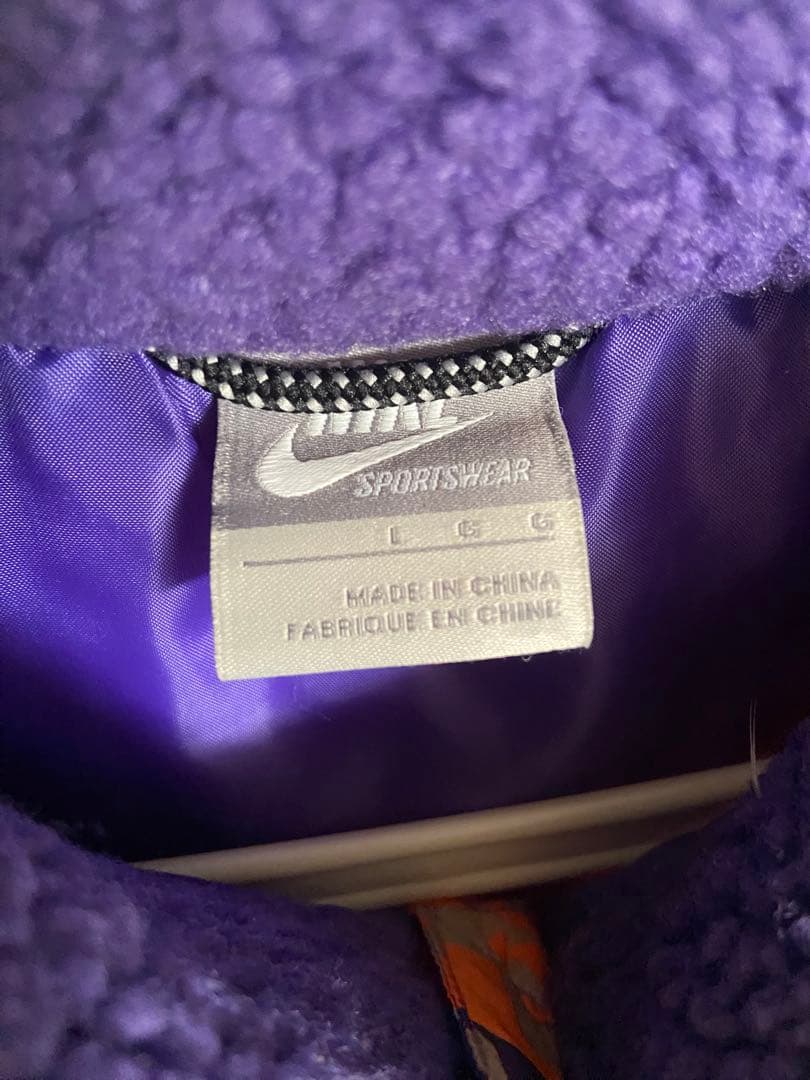 NIKE
SPORTSWEAR
L G G
MADE IN CHINA
FABRIQUE EN CHINE